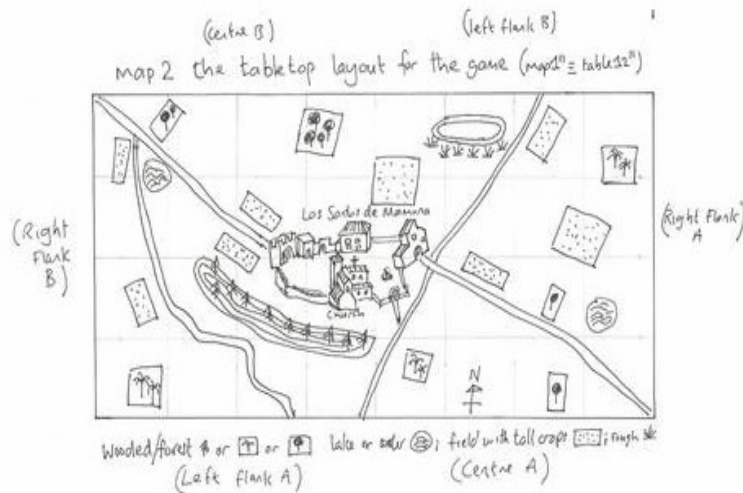 (centre B)
(left flank B)
map 2 the tabletop layout for the game (map 1" ≡ table 12")
Los Santos de Maimona
(Right
flank
B)
(Right flank
A
Church
N
Wooded/forest or or lake or ; field with tall crops ; rough
(Left flank A)
(Centre A)